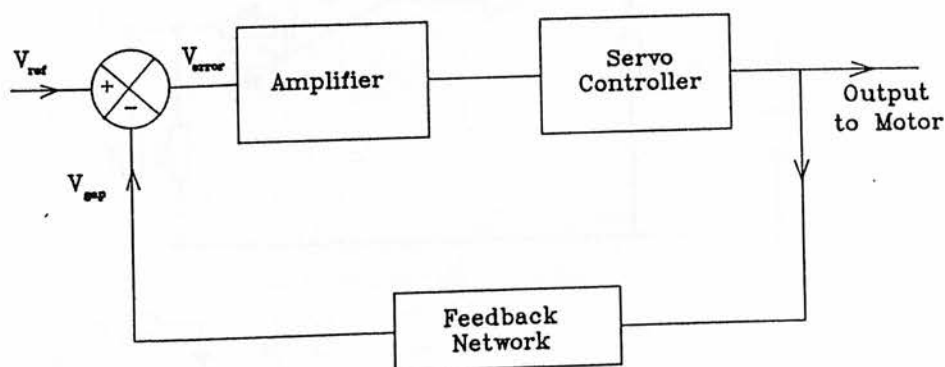 V_ref
+
−
V_error
Amplifier
Servo
Controller
Output
to Motor
V_gap
Feedback
Network